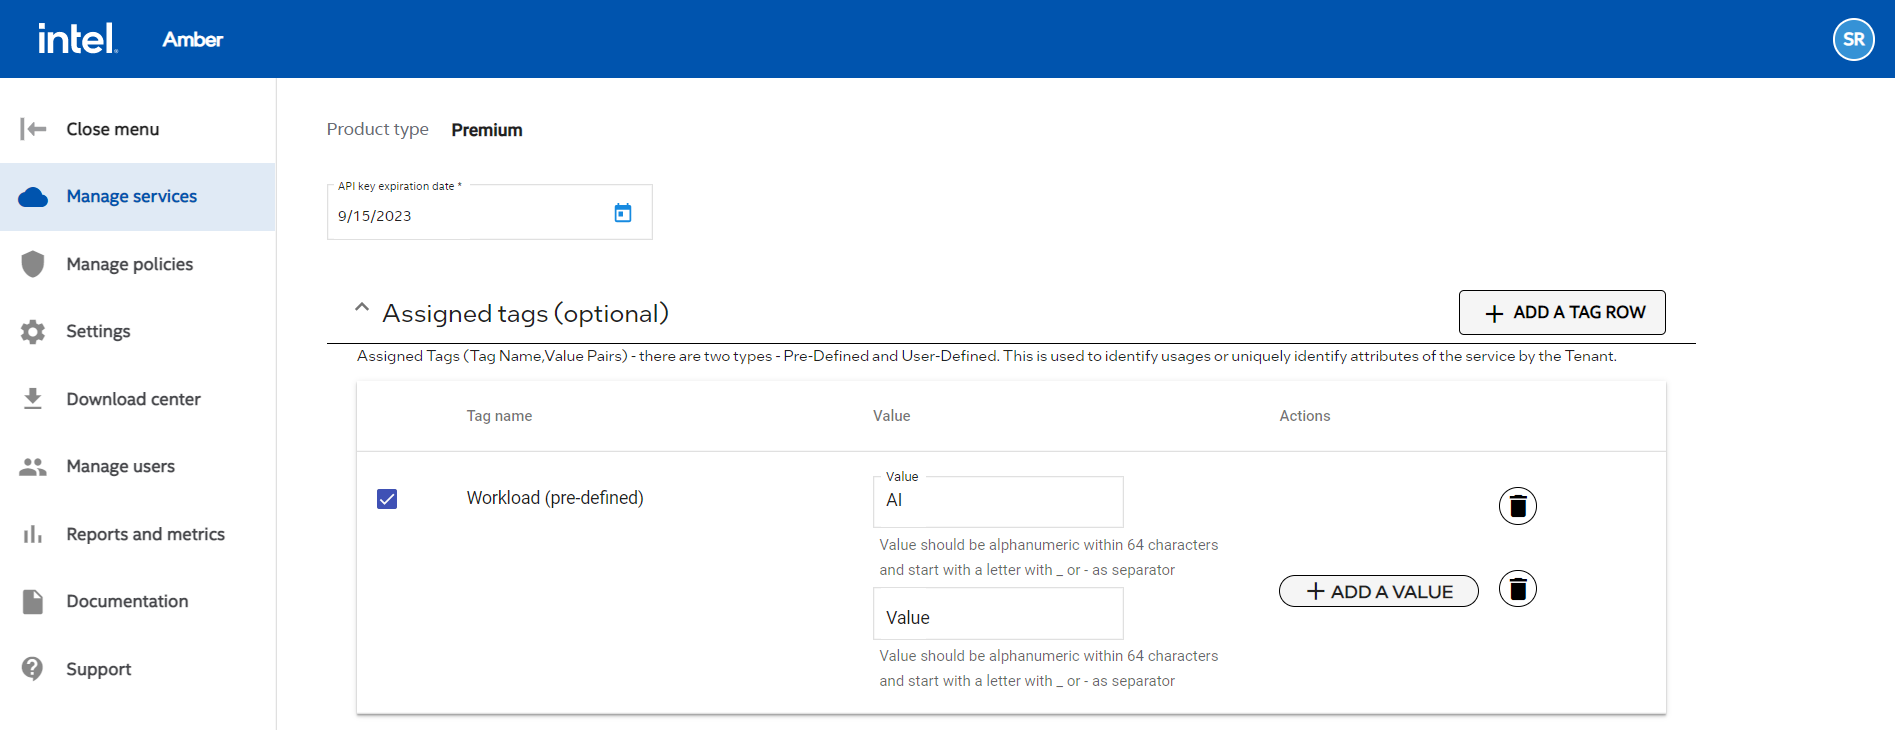 intel.
Amber
SR
Close menu
Manage services
Manage policies
Settings
Download center
Manage users
Reports and metrics
Documentation
Support
Product type Premium
API key expiration date *
9/15/2023
Assigned tags (optional)
ADD A TAG ROW
Assigned Tags (Tag Name,Value Pairs) - there are two types - Pre-Defined and User-Defined. This is used to identify usages or uniquely identify attributes of the service by the Tenant.
Tag name Value Actions
Workload (pre-defined)
Value
AI
Value should be alphanumeric within 64 characters
and start with a letter with _ or - as separator
Value
ADD A VALUE
Value should be alphanumeric within 64 characters
and start with a letter with _ or - as separator